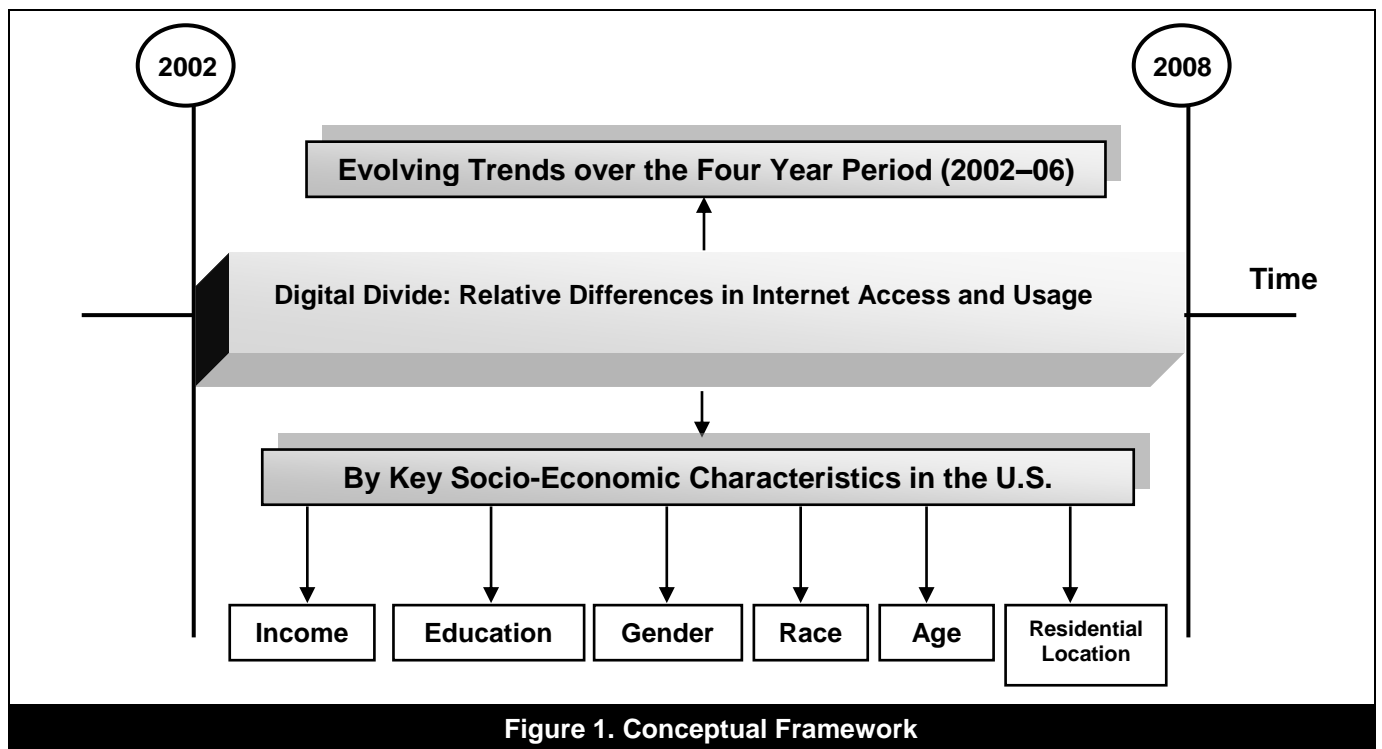 2002
2008
Evolving Trends over the Four Year Period (2002–06)
Digital Divide: Relative Differences in Internet Access and Usage
Time
By Key Socio-Economic Characteristics in the U.S.
Income
Education
Gender
Race
Age
Residential
Location
Figure 1. Conceptual Framework